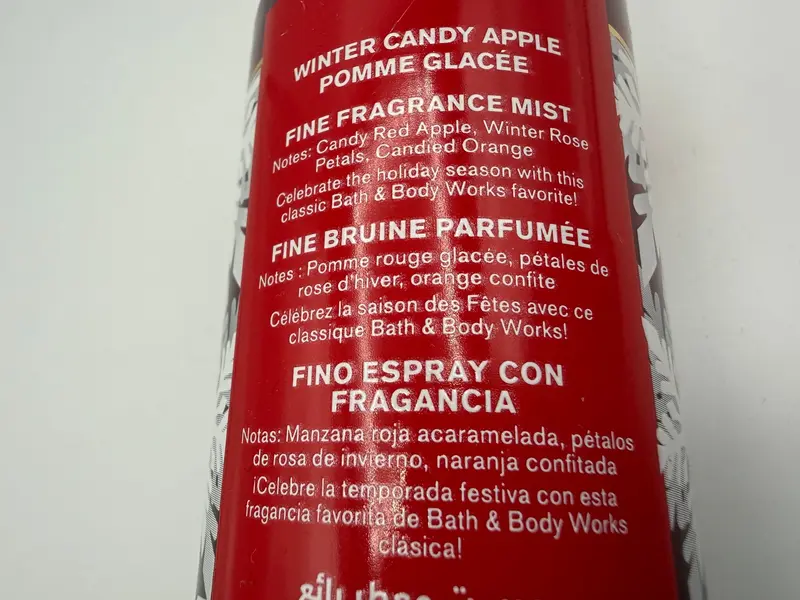 WINTER CANDY APPLE
POMME GLACÉE
FINE FRAGRANCE MIST
Notes: Candy Red Apple, Winter Rose
Petals, Candied Orange
Celebrate the holiday season with this
classic Bath & Body Works favorite!
FINE BRUINE PARFUMÉE
Notes : Pomme rouge glacée, pétales de
rose d'hiver, orange confite
Célébrez la saison des Fêtes avec ce
classique Bath & Body Works!
FINO ESPRAY CON
FRAGANCIA
Notas: Manzana roja acaramelada, pétalos
de rosa de invierno, naranja confitada
¡Celebre la temporada festiva con esta
fragancia favorita de Bath & Body Works
clásica!